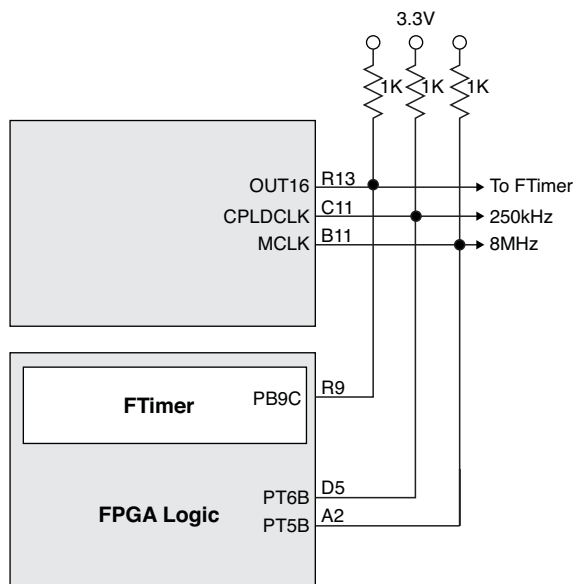 3.3V
1K 1K 1K
OUT16 R13 To FTimer
CPLDCLK C11 250kHz
MCLK B11 8MHz
FTimer PB9C R9
PT6B D5
FPGA Logic
PT5B A2